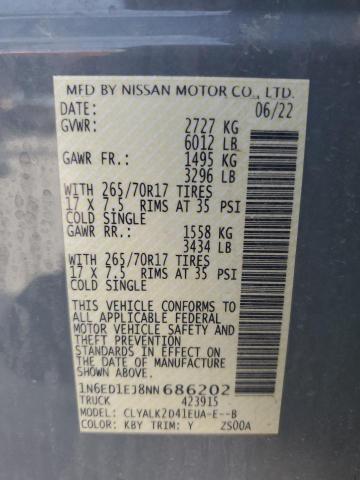 MFD BY NISSAN MOTOR CO., LTD.
DATE: 06/22
GVWR: 2727 KG
6012 LB
GAWR FR.: 1495 KG
3296 LB
WITH 265/70R17 TIRES
17 X 7.5 RIMS AT 35 PSI
COLD SINGLE
GAWR RR.: 1558 KG
3434 LB
WITH 265/70R17 TIRES
17 X 7.5 RIMS AT 35 PSI
COLD SINGLE
THIS VEHICLE CONFORMS TO
ALL APPLICABLE FEDERAL
MOTOR VEHICLE SAFETY AND
THEFT PREVENTION
STANDARDS IN EFFECT ON
THE DATE OF MANUFACTURE
SHOWN ABOVE
1N6ED1EJ8NN686202
TRUCK 423915
MODEL: CLYALK2D41EUA-E--B
COLOR: KBY TRIM: Y ZS00A